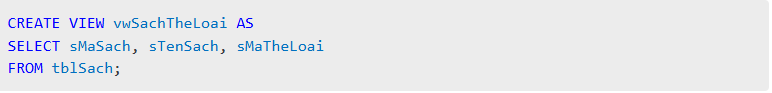 CREATE VIEW vwSachTheLoai AS
SELECT sMaSach, sTenSach, sMaTheLoai
FROM tblSach;